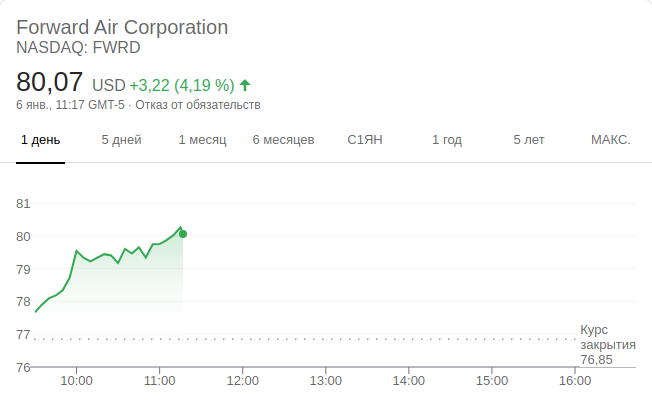 Forward Air Corporation
NASDAQ: FWRD
80,07 USD +3,22 (4,19 %)
6 янв., 11:17 GMT-5 · Отказ от обязательств
1 день 5 дней 1 месяц 6 месяцев С1ЯН 1 год 5 лет МАКС.
81
80
79
78
77
Курс
закрытия
76,85
76
10:00 11:00 12:00 13:00 14:00 15:00 16:00